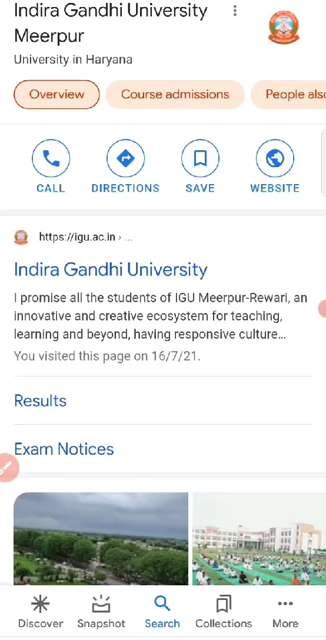 Indira Gandhi University
Meerpur
University in Haryana
Overview
Course admissions
People also
CALL
DIRECTIONS
SAVE
WEBSITE
https://igu.ac.in › ...
Indira Gandhi University
I promise all the students of IGU Meerpur-Rewari, an
innovative and creative ecosystem for teaching,
learning and beyond, having responsive culture...
You visited this page on 16/7/21.
Results
Exam Notices
Discover
Snapshot
Search
Collections
More